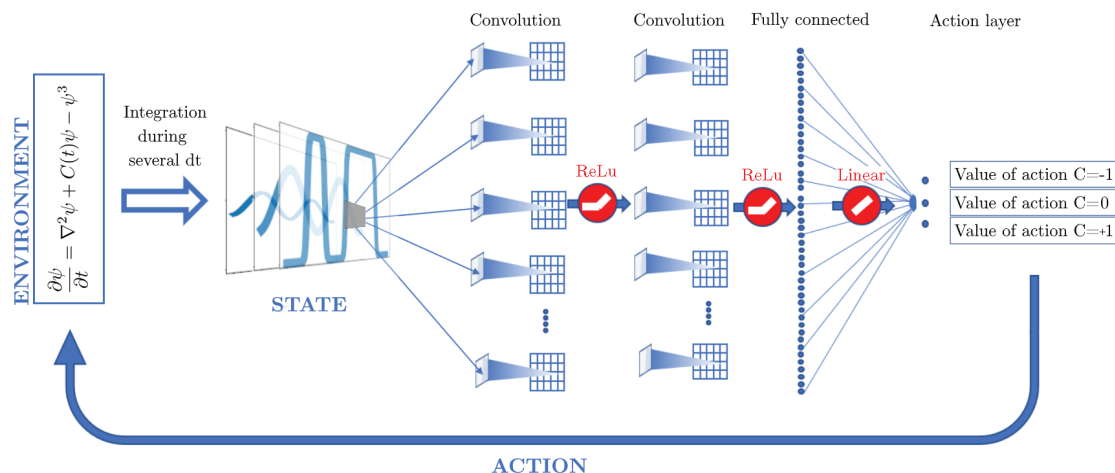 Convolution
Convolution
Fully connected
Action layer
ENVIRONMENT
∂ψ/∂t = ∇²ψ + C(t)ψ − ψ³
Integration
during
several dt
STATE
ReLu
ReLu
Linear
Value of action C=-1
Value of action C=0
Value of action C=+1
ACTION